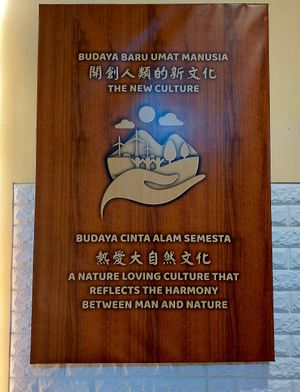 BUDAYA BARU UMAT MANUSIA
開創人類的新文化
THE NEW CULTURE
BUDAYA CINTA ALAM SEMESTA
熱愛大自然文化
A NATURE LOVING CULTURE THAT
REFLECTS THE HARMONY
BETWEEN MAN AND NATURE